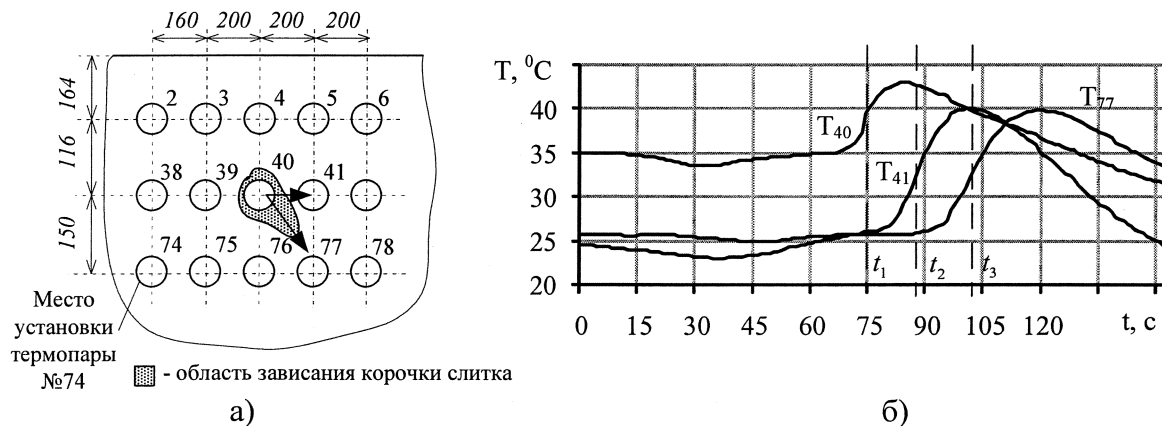 а)
160 200 200 200
164
116
150
2 3 4 5 6
38 39 40 41
74 75 76 77 78
Место
установки
термопары
№74
- область зависания корочки слитка
T, ⁰C
40
35
30
25
20
T₄₀
T₄₁
T₇₇
t₁ t₂ t₃
0 15 30 45 60 75 90 105 120 t, c
а)
б)